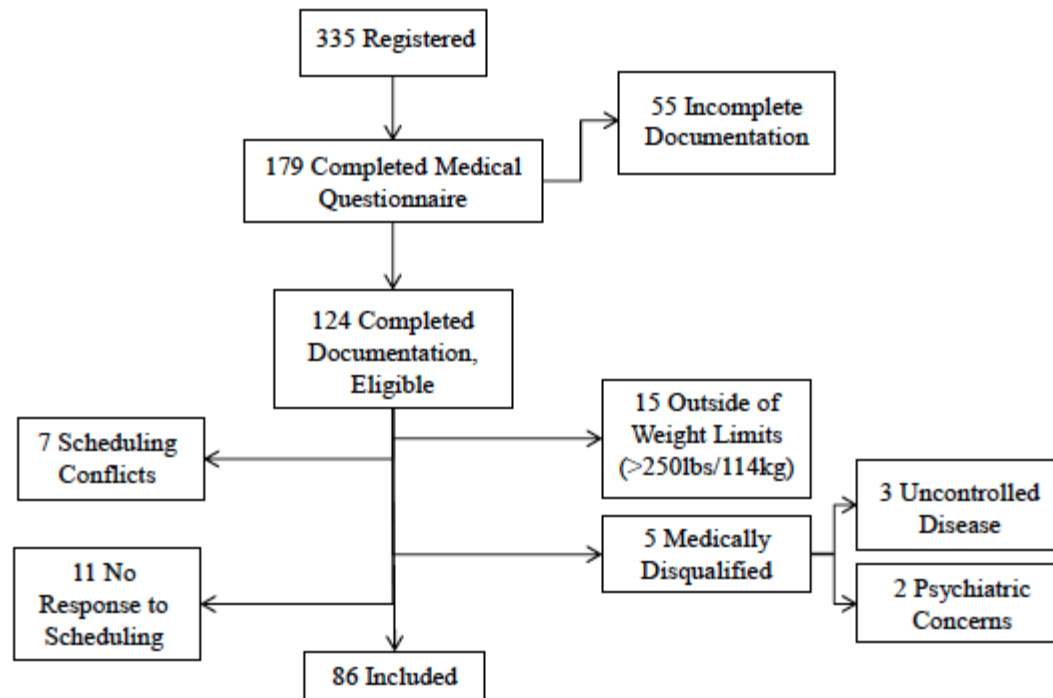 335 Registered
55 Incomplete
Documentation
179 Completed Medical
Questionnaire
124 Completed
Documentation,
Eligible
15 Outside of
Weight Limits
(>250lbs/114kg)
7 Scheduling
Conflicts
3 Uncontrolled
Disease
5 Medically
Disqualified
11 No
Response to
Scheduling
2 Psychiatric
Concerns
86 Included